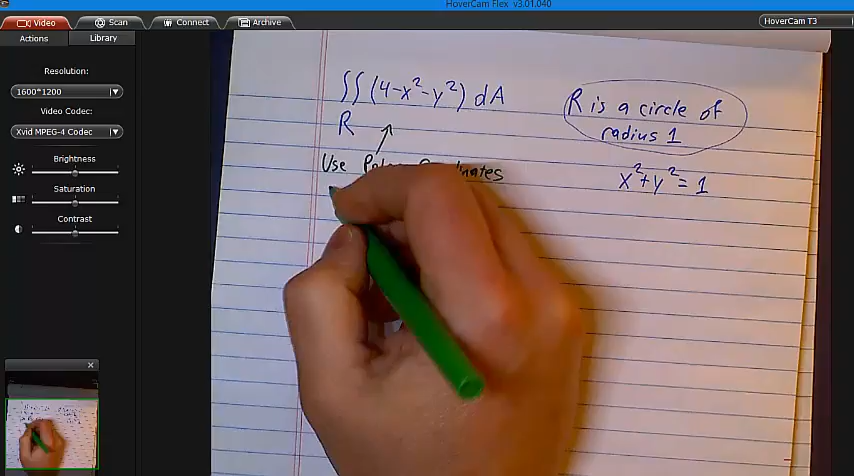 HoverCam Flex v3.01.040
Video Scan Connect Archive HoverCam T3
Actions Library
Resolution:
1600*1200
Video Codec:
Xvid MPEG-4 Codec
Brightness
Saturation
Contrast
∬ (4-x²-y²) dA
R
R is a circle of
radius 1
Use
x²+y²=1